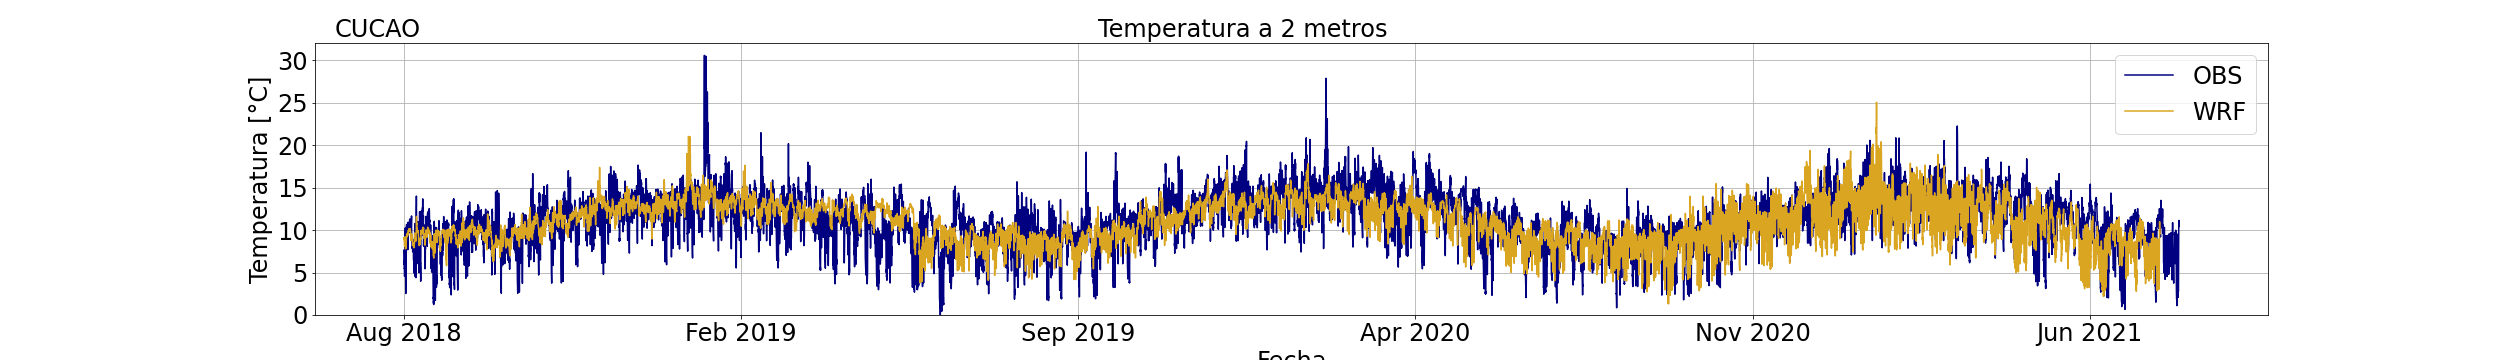 CUCAO
Temperatura a 2 metros
Temperatura [°C]
30
25
20
15
10
5
0
OBS
WRF
Aug 2018 Feb 2019 Sep 2019 Apr 2020 Nov 2020 Jun 2021
Fecha